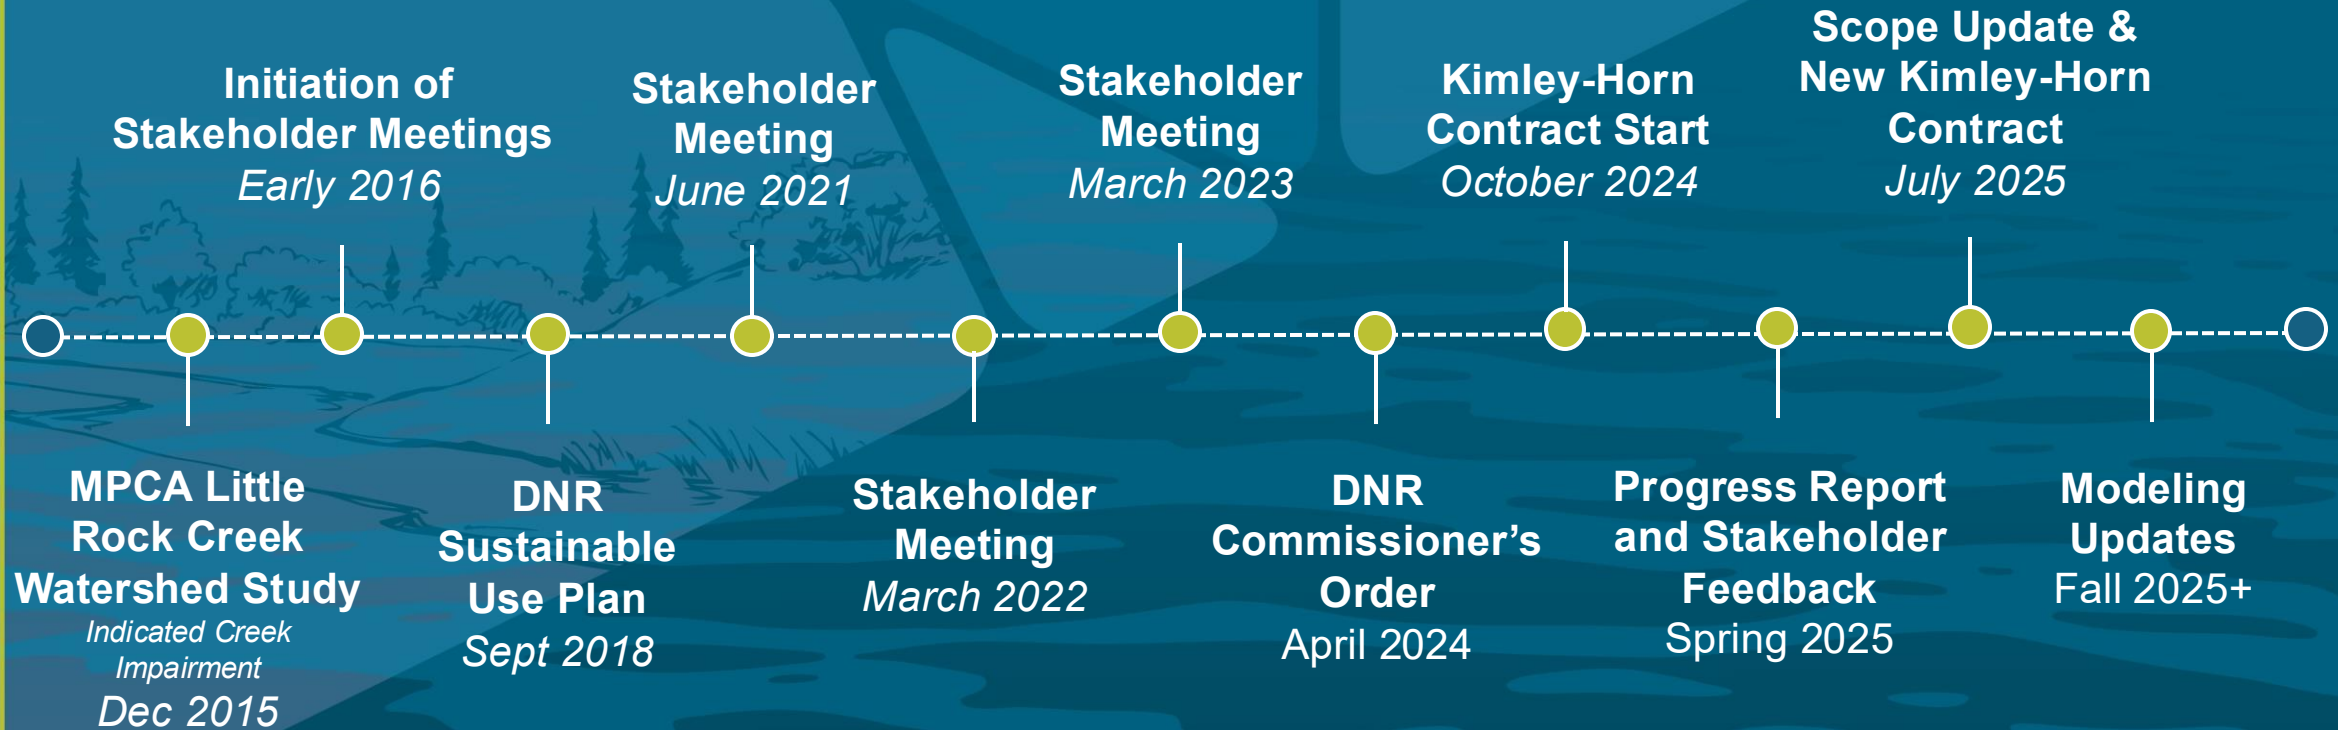 MPCA Little
Rock Creek
Watershed Study
Indicated Creek
Impairment
Dec 2015
Initiation of
Stakeholder Meetings
Early 2016
DNR
Sustainable
Use Plan
Sept 2018
Stakeholder
Meeting
June 2021
Stakeholder
Meeting
March 2022
Stakeholder
Meeting
March 2023
DNR
Commissioner’s
Order
April 2024
Kimley-Horn
Contract Start
October 2024
Progress Report
and Stakeholder
Feedback
Spring 2025
Scope Update &
New Kimley-Horn
Contract
July 2025
Modeling
Updates
Fall 2025+